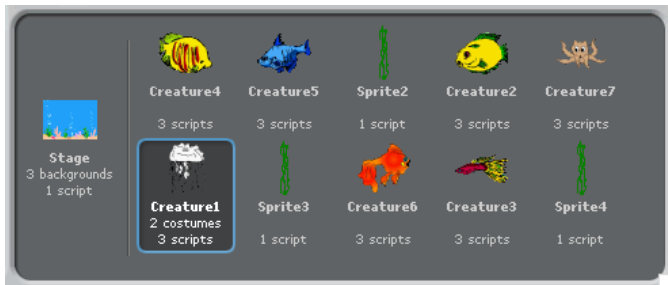 Stage
3 backgrounds
1 script
Creature4
3 scripts
Creature5
3 scripts
Sprite2
1 script
Creature2
3 scripts
Creature7
3 scripts
Creature1
2 costumes
3 scripts
Sprite3
1 script
Creature6
3 scripts
Creature3
3 scripts
Sprite4
1 script